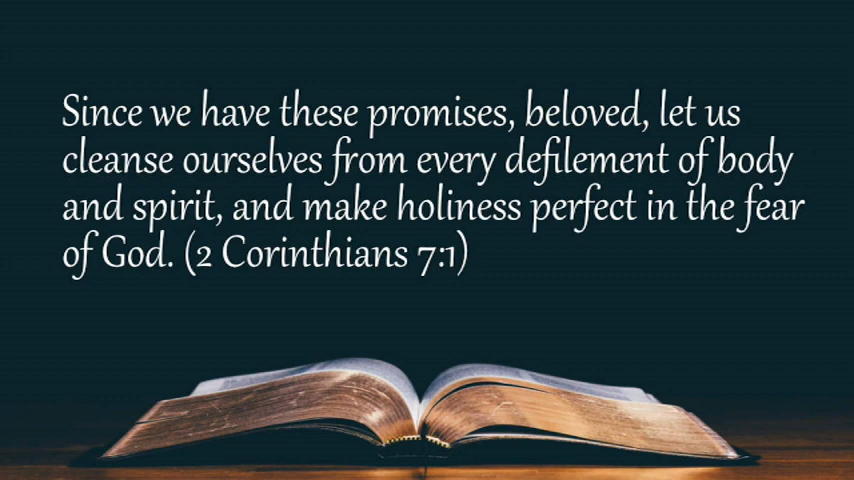 Since we have these promises, beloved, let us
cleanse ourselves from every defilement of body
and spirit, and make holiness perfect in the fear
of God. (2 Corinthians 7:1)